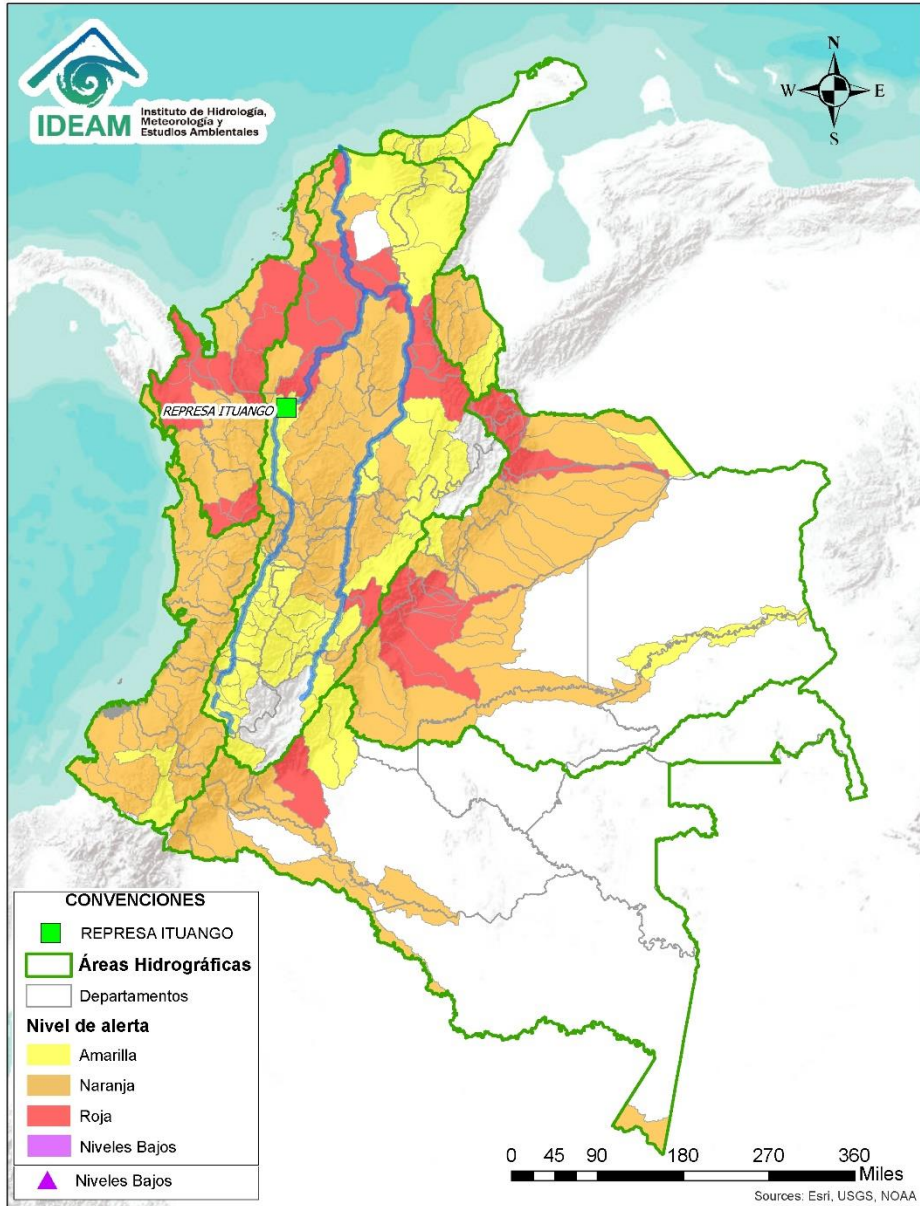 IDEAM
Instituto de Hidrología,
Meteorología y
Estudios Ambientales
N
W
E
S
REPRESA ITUANGO
CONVENCIONES
REPRESA ITUANGO
Áreas Hidrográficas
Departamentos
Nivel de alerta
Amarilla
Naranja
Roja
Niveles Bajos
Niveles Bajos
0 45 90 180 270 360
Miles
Sources: Esri, USGS, NOAA